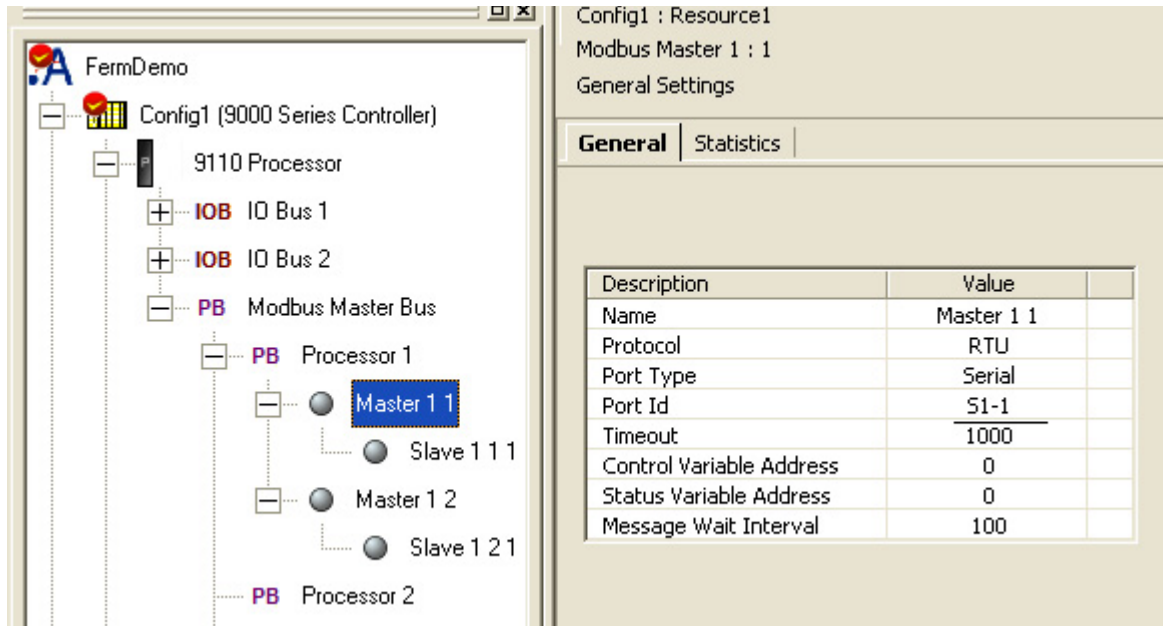 FermDemo
Config1 (9000 Series Controller)
P 9110 Processor
IOB IO Bus 1
IOB IO Bus 2
PB Modbus Master Bus
PB Processor 1
Master 1 1
Slave 1 1 1
Master 1 2
Slave 1 2 1
PB Processor 2
Config1 : Resource1
Modbus Master 1 : 1
General Settings
General Statistics
Description Value
Name Master 1 1
Protocol RTU
Port Type Serial
Port Id S1-1
Timeout 1000
Control Variable Address 0
Status Variable Address 0
Message Wait Interval 100